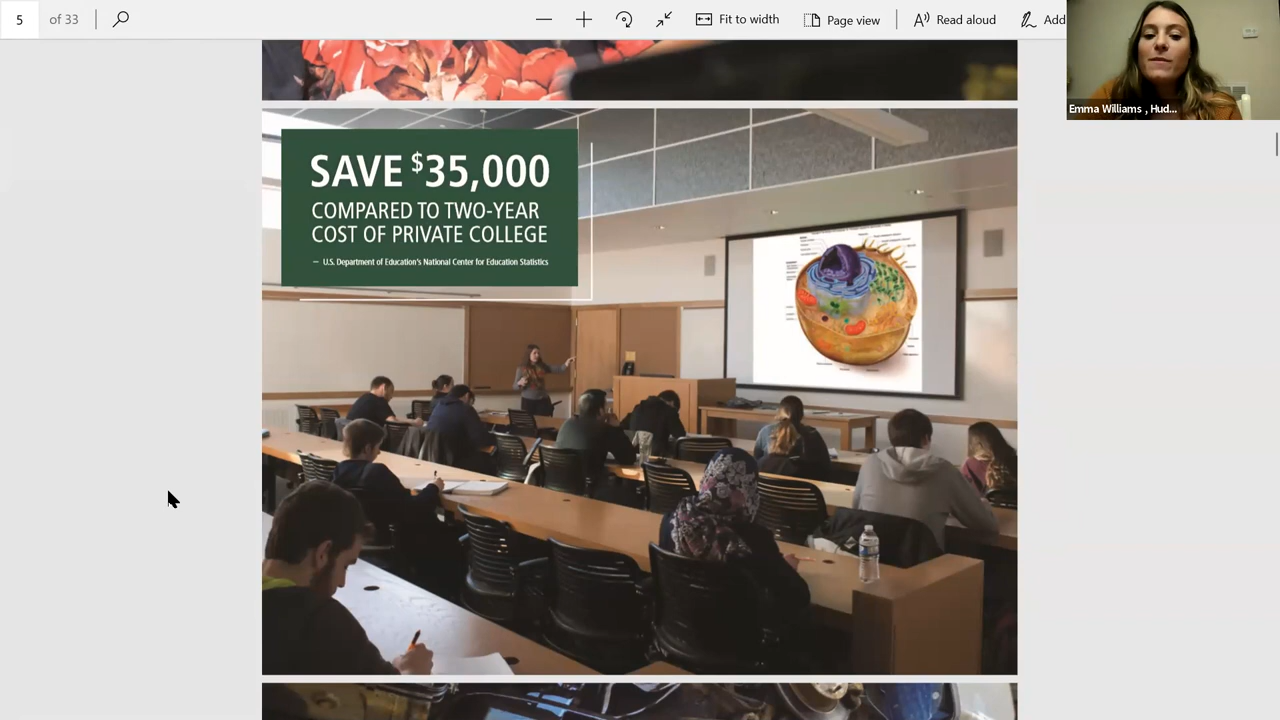 5 of 33 Fit to width Page view Read aloud Add
Emma Williams , Hud...
SAVE $35,000
COMPARED TO TWO-YEAR
COST OF PRIVATE COLLEGE
— U.S. Department of Education's National Center for Education Statistics